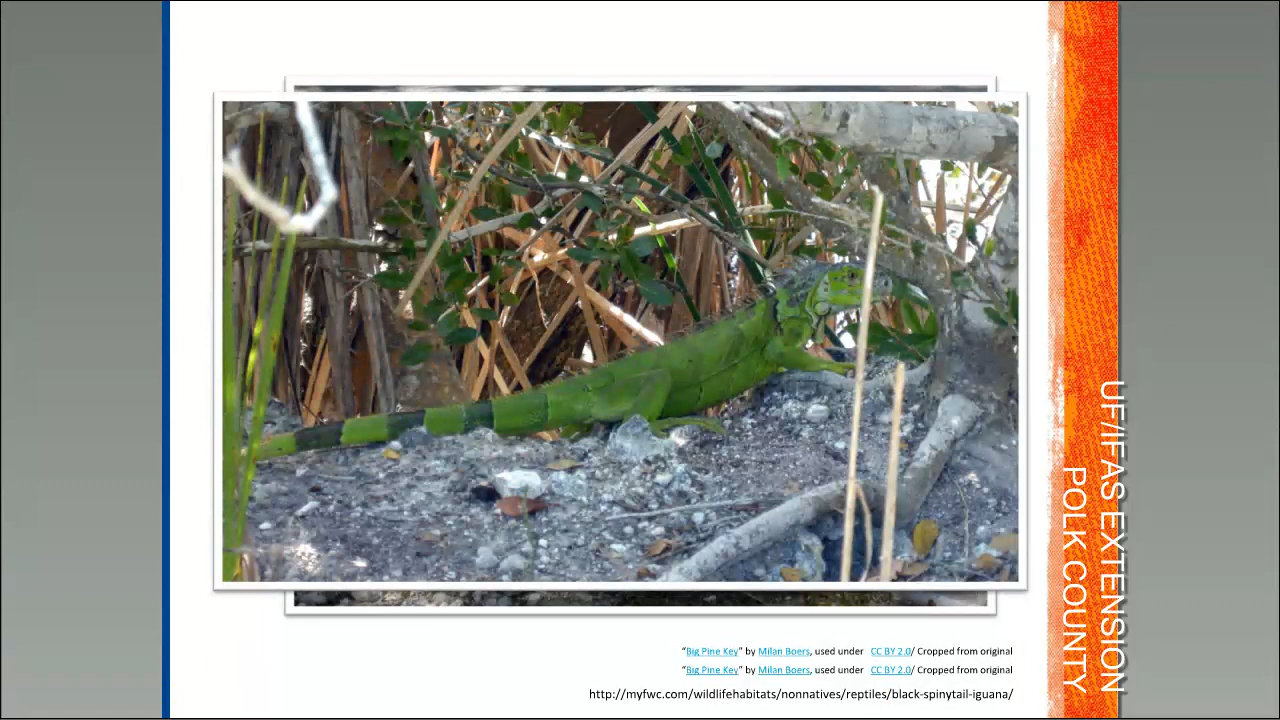 "Big Pine Key" by Milan Boers, used under CC BY 2.0/ Cropped from original
"Big Pine Key" by Milan Boers, used under CC BY 2.0/ Cropped from original
http://myfwc.com/wildlifehabitats/nonnatives/reptiles/black-spinytail-iguana/
UF/IFAS EXTENSION
POLK COUNTY